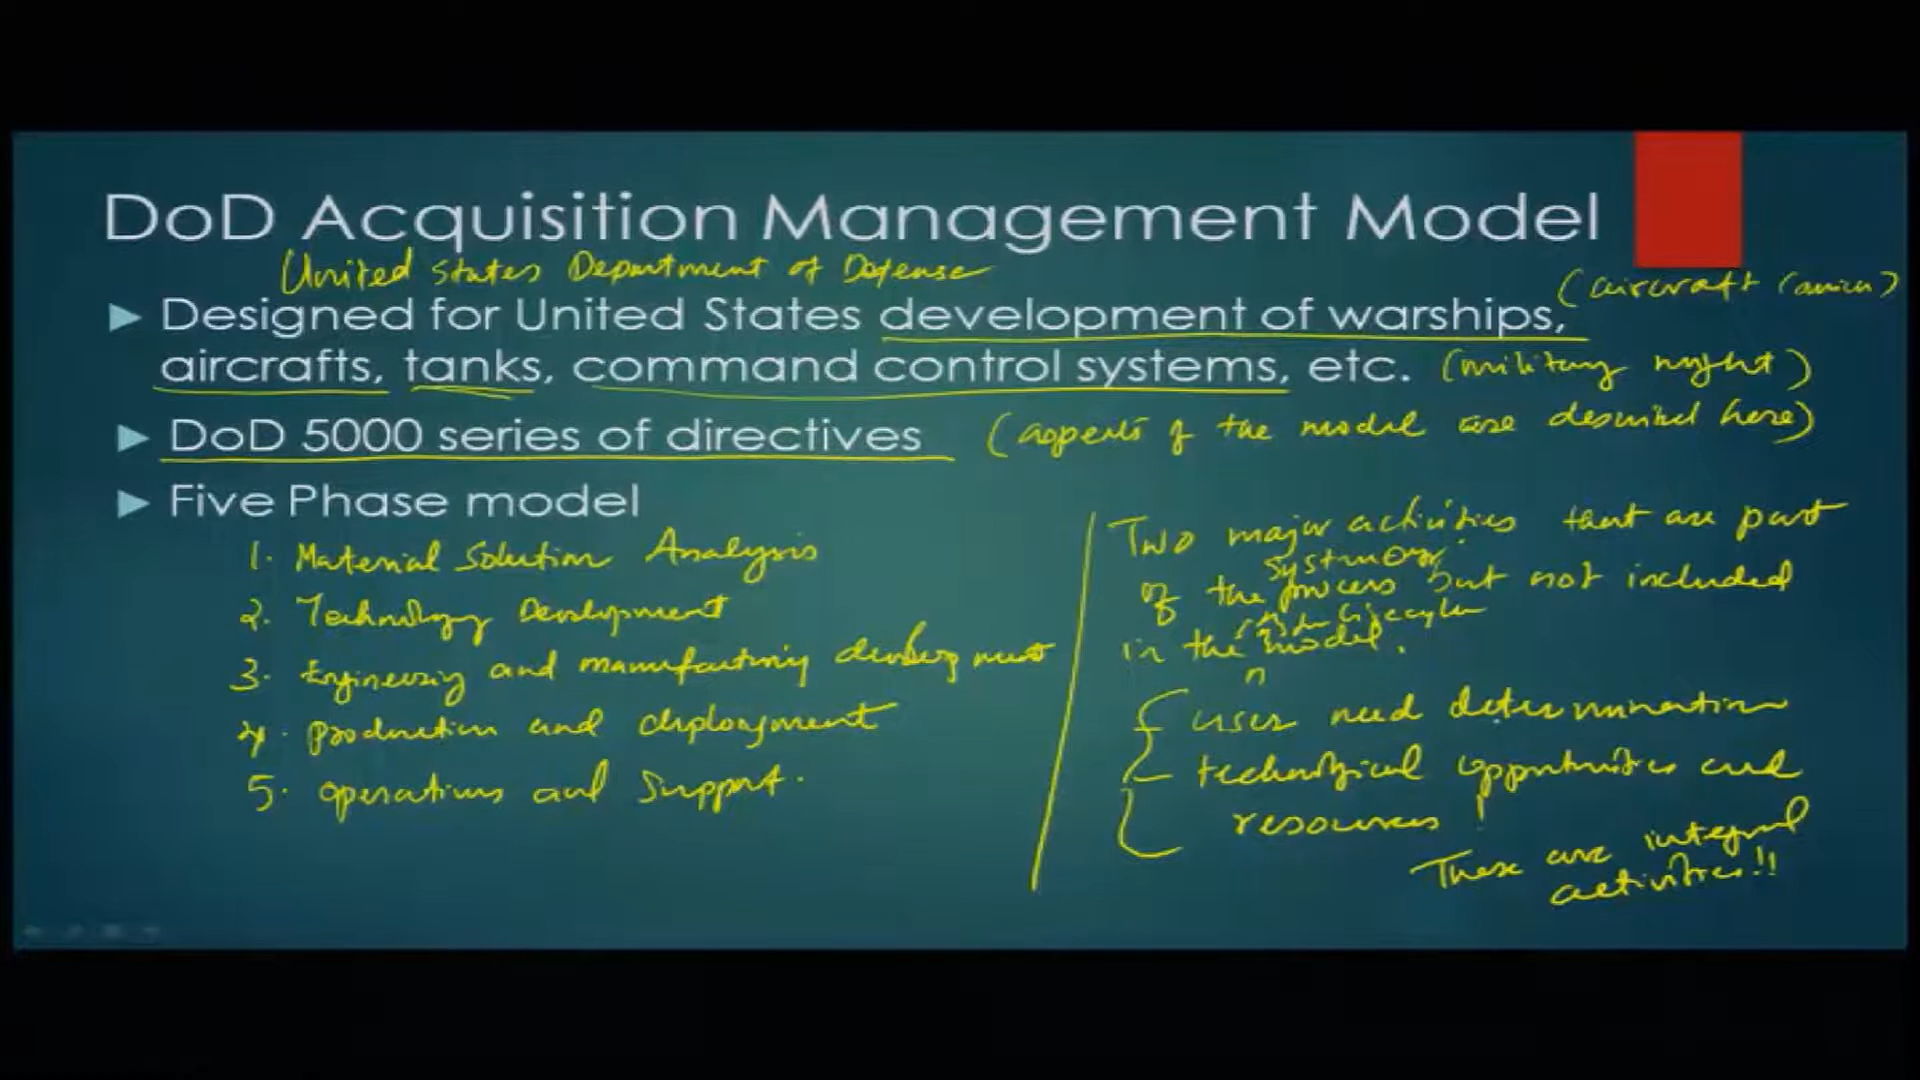 DoD Acquisition Management Model
United States Department of Defense
(aircraft
Designed for United States development of warships,
aircrafts, tanks, command control systems, etc. (military might)
DoD 5000 series of directives (aspects of the model are described here)
Five Phase model
1. Material Solution Analysis
2. Technology Development
3. Engineering and manufacturing development
4. production and deployment
5. operations and Support.
Two major activities that are part
of the process but not included
in the model.
user need determination
technological opportunities and
resources!
These are integral
activities!!